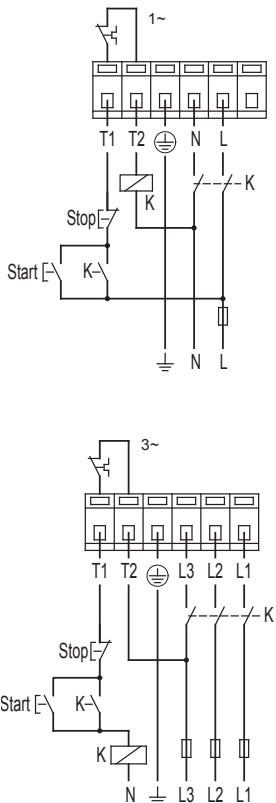 1~
T1 T2 N L
K
K
Stop
Start K
N L
3~
T1 T2 L3 L2 L1
K
Stop
Start K
K
N L3 L2 L1